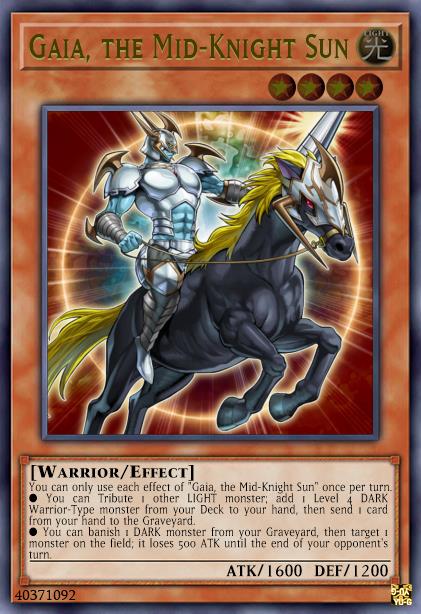 Gaia, the Mid-Knight Sun
LIGHT
光
[Warrior/Effect]
You can only use each effect of "Gaia, the Mid-Knight Sun" once per turn.
● You can Tribute 1 other LIGHT monster; add 1 Level 4 DARK
Warrior-Type monster from your Deck to your hand, then send 1 card
from your hand to the Graveyard.
● You can banish 1 DARK monster from your Graveyard, then target 1
monster on the field; it loses 500 ATK until the end of your opponent's
turn.
ATK/1600 DEF/1200
40371092